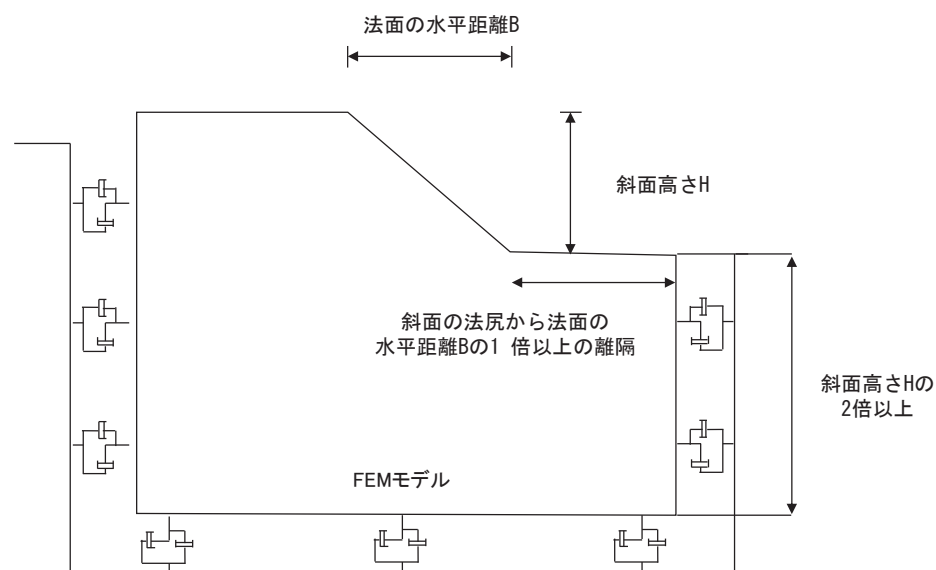 法面の水平距離B
斜面高さH
斜面の法尻から法面の
水平距離Bの1 倍以上の離隔
斜面高さHの
2倍以上
FEMモデル